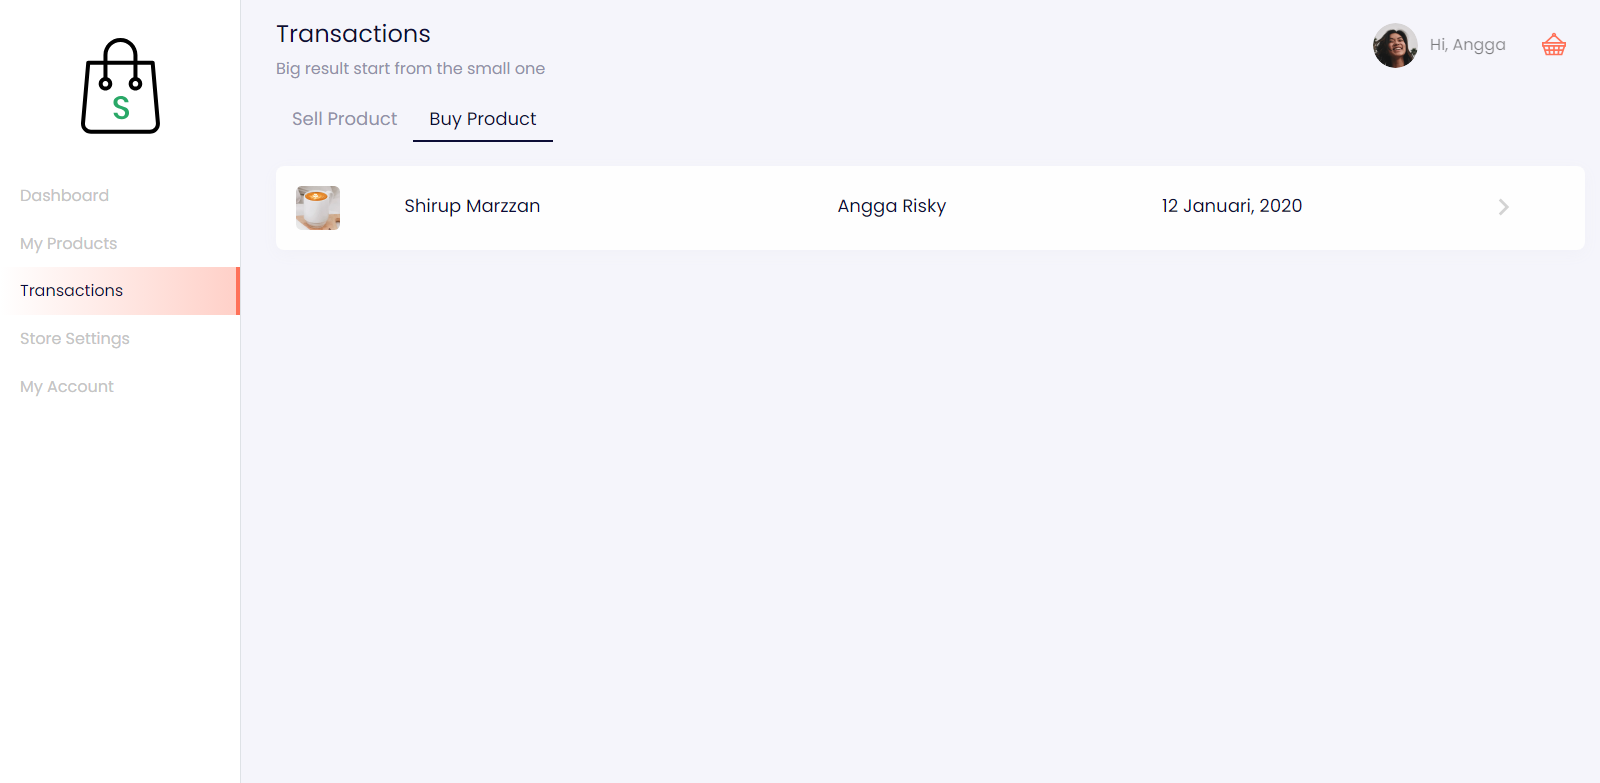 S
Dashboard
My Products
Transactions
Store Settings
My Account
Transactions
Big result start from the small one
Hi, Angga
Sell Product
Buy Product
Shirup Marzzan
Angga Risky
12 Januari, 2020